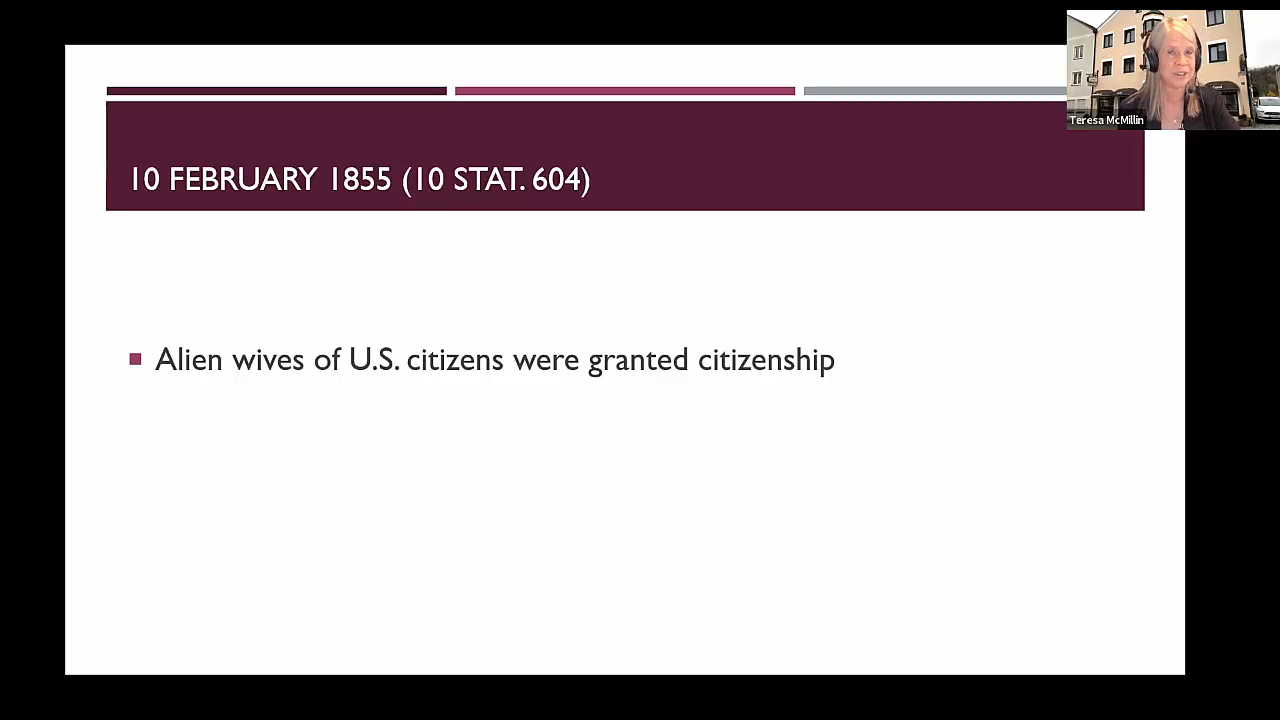 Teresa McMillin
10 FEBRUARY 1855 (10 STAT. 604)
Alien wives of U.S. citizens were granted citizenship